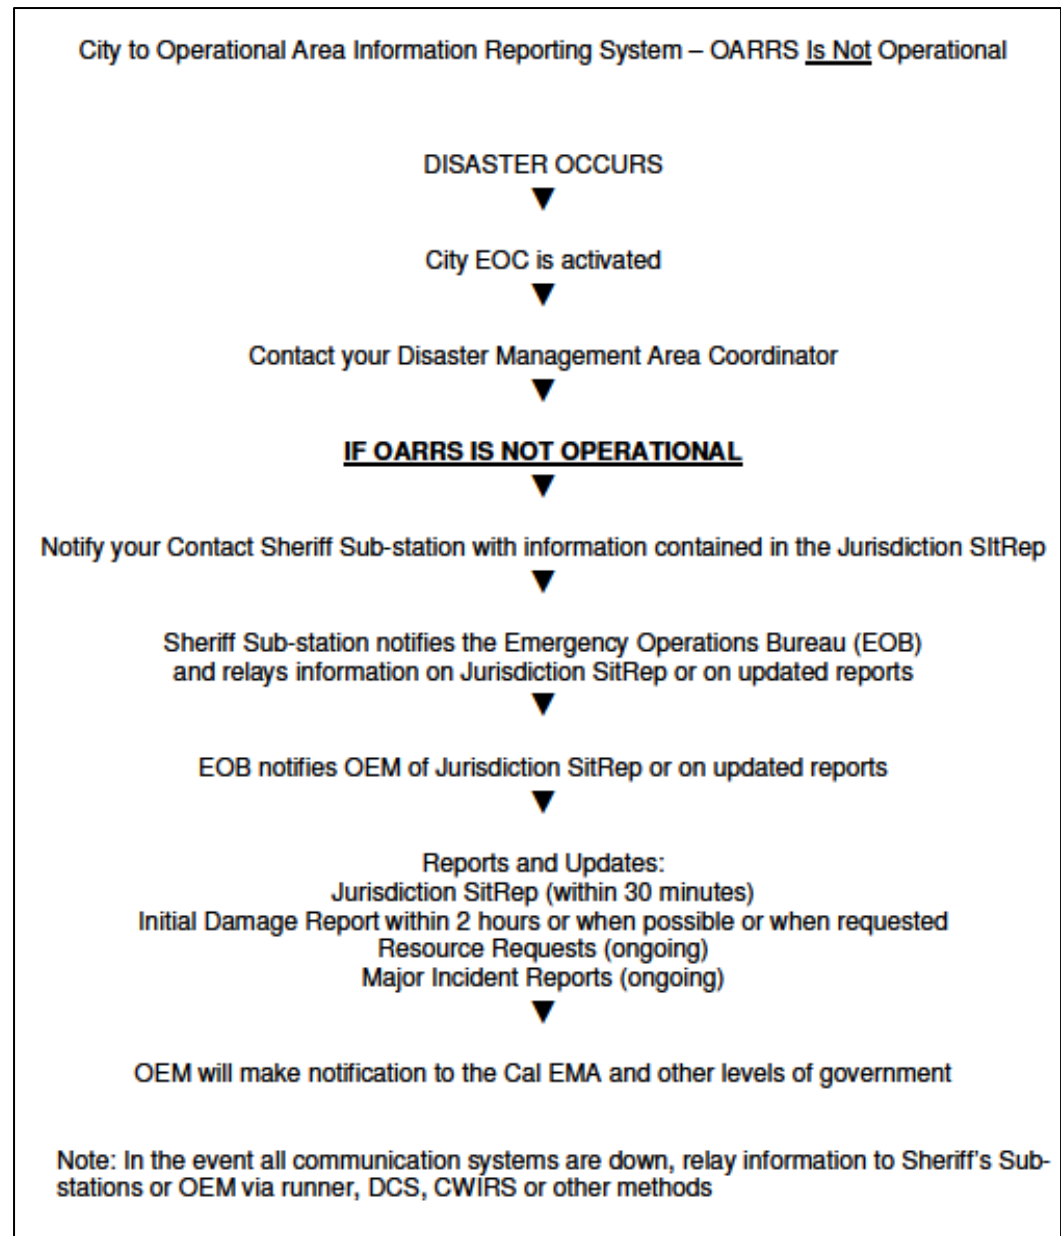 City to Operational Area Information Reporting System – OARRS Is Not Operational
DISASTER OCCURS
▼
City EOC is activated
▼
Contact your Disaster Management Area Coordinator
▼
IF OARRS IS NOT OPERATIONAL
▼
Notify your Contact Sheriff Sub-station with information contained in the Jurisdiction SItRep
▼
Sheriff Sub-station notifies the Emergency Operations Bureau (EOB)
and relays information on Jurisdiction SitRep or on updated reports
▼
EOB notifies OEM of Jurisdiction SitRep or on updated reports
▼
Reports and Updates:
Jurisdiction SitRep (within 30 minutes)
Initial Damage Report within 2 hours or when possible or when requested
Resource Requests (ongoing)
Major Incident Reports (ongoing)
▼
OEM will make notification to the Cal EMA and other levels of government
Note: In the event all communication systems are down, relay information to Sheriff's Sub-
stations or OEM via runner, DCS, CWIRS or other methods